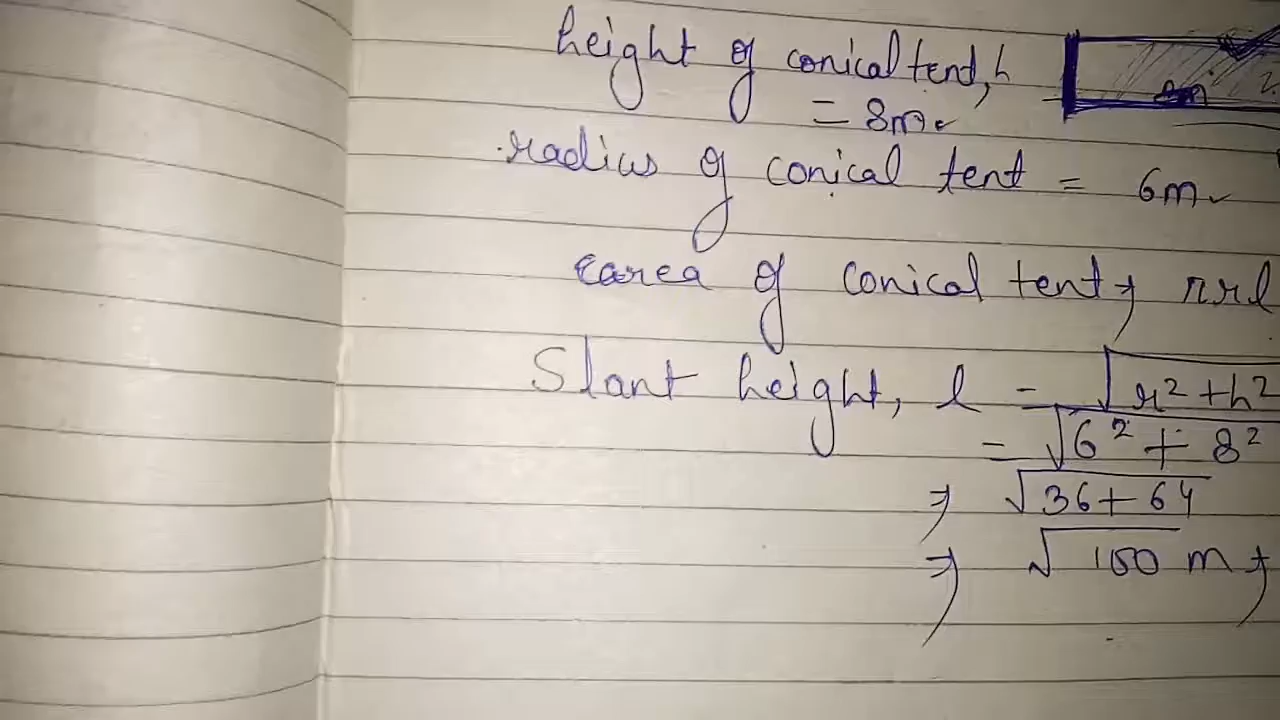 height of conical tent, h
= 8m
radius of conical tent = 6m
area of conical tent ⇒ πrl
Slant height, l = √r² + h²
= √6² + 8²
⇒ √36 + 64
⇒ √100 m ⇒